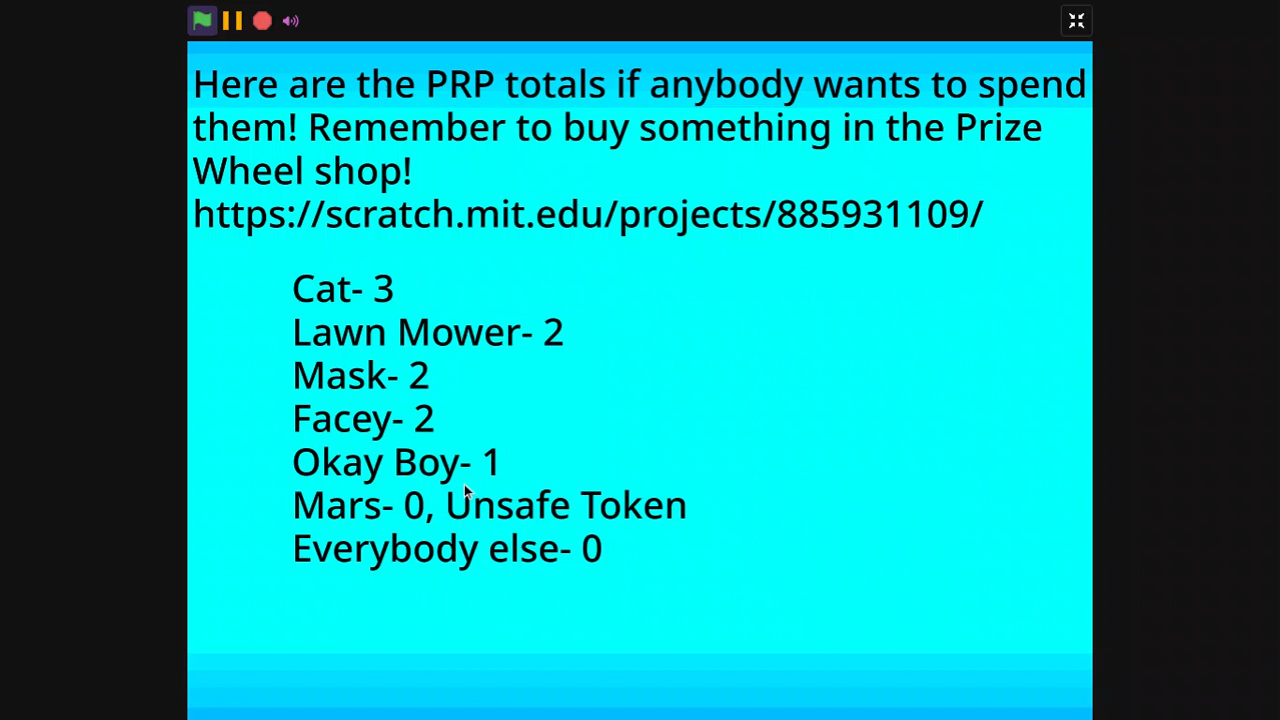 Here are the PRP totals if anybody wants to spend
them! Remember to buy something in the Prize
Wheel shop!
https://scratch.mit.edu/projects/885931109/
Cat- 3
Lawn Mower- 2
Mask- 2
Facey- 2
Okay Boy- 1
Mars- 0, Unsafe Token
Everybody else- 0